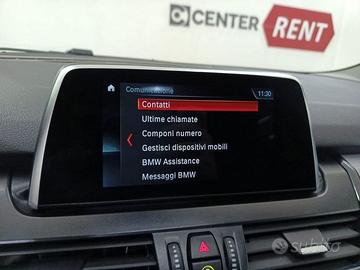 CENTER RENT
Comunicazione
11:30
Contatti
Ultime chiamate
Componi numero
Gestisci dispositivi mobili
BMW Assistance
Messaggi BMW
subito